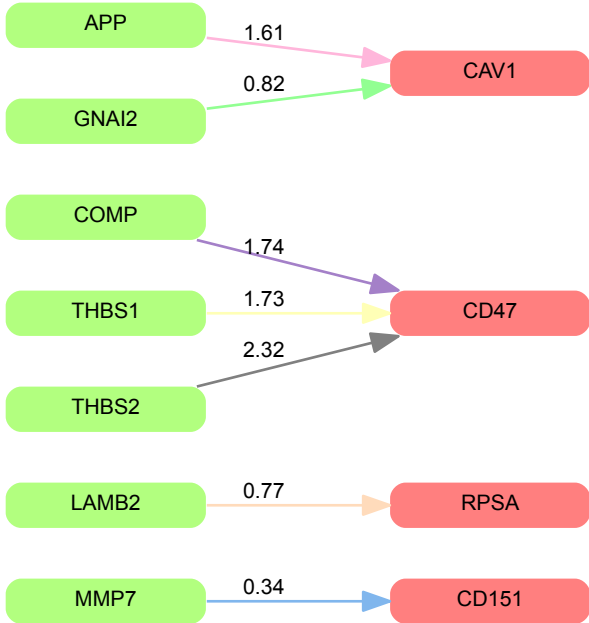 APP
1.61
CAV1
0.82
GNAI2
COMP
1.74
THBS1
1.73
CD47
2.32
THBS2
LAMB2
0.77
RPSA
MMP7
0.34
CD151